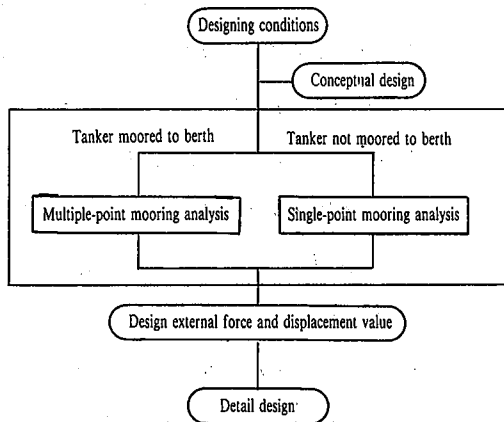 Designing conditions
Conceptual design
Tanker moored to berth
Tanker not moored to berth
Multiple-point mooring analysis
Single-point mooring analysis
Design external force and displacement value
Detail design